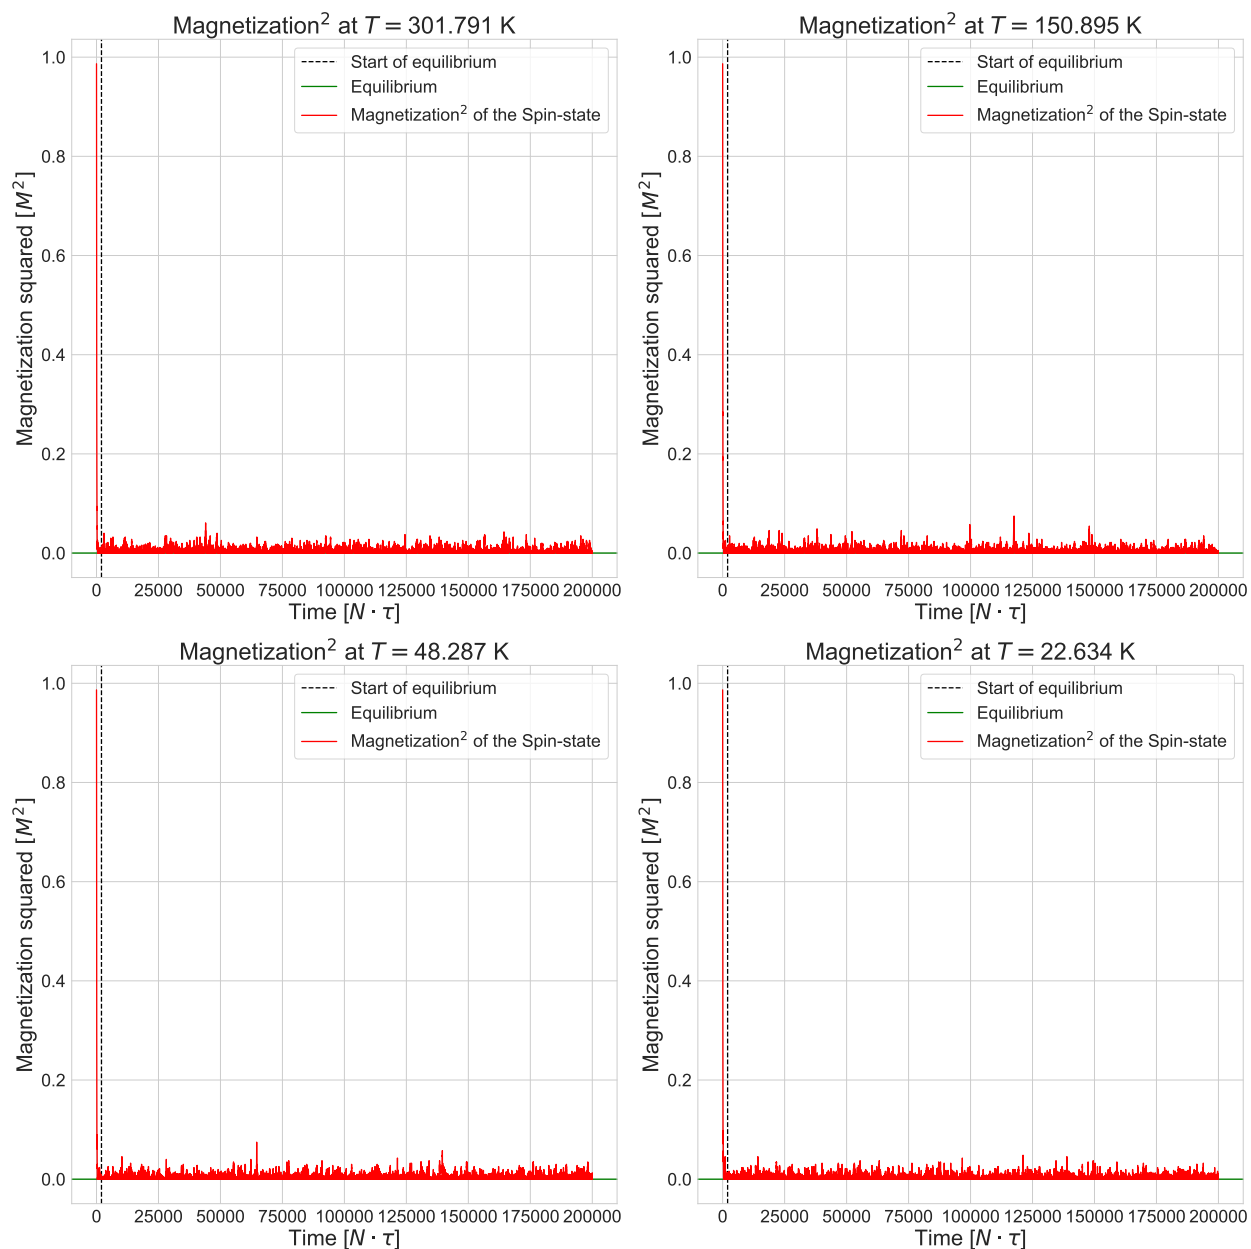 Magnetization² at T = 301.791 K
Magnetization squared [M²]
1.0
0.8
0.6
0.4
0.2
0.0
Start of equilibrium
Equilibrium
Magnetization² of the Spin-state
0 25000 50000 75000 100000 125000 150000 175000 200000
Time [N · τ]
Magnetization² at T = 150.895 K
Magnetization squared [M²]
1.0
0.8
0.6
0.4
0.2
0.0
Start of equilibrium
Equilibrium
Magnetization² of the Spin-state
0 25000 50000 75000 100000 125000 150000 175000 200000
Time [N · τ]
Magnetization² at T = 48.287 K
Magnetization squared [M²]
1.0
0.8
0.6
0.4
0.2
0.0
Start of equilibrium
Equilibrium
Magnetization² of the Spin-state
0 25000 50000 75000 100000 125000 150000 175000 200000
Time [N · τ]
Magnetization² at T = 22.634 K
Magnetization squared [M²]
1.0
0.8
0.6
0.4
0.2
0.0
Start of equilibrium
Equilibrium
Magnetization² of the Spin-state
0 25000 50000 75000 100000 125000 150000 175000 200000
Time [N · τ]